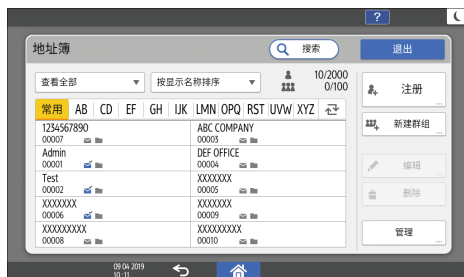 ?
地址簿
搜索
退出
查看全部
按显示名称排序
10/2000
0/100
注册
常用 AB CD EF GH IJK LMN OPQ RST UVW XYZ
1234567890
00007
ABC COMPANY
00003
新建群组
Admin
00001
DEF OFFICE
00004
编辑
Test
00002
XXXXXXX
00005
删除
XXXXXXX
00006
XXXXXXX
00009
XXXXXXXXX
00008
XXXXXXXXX
00010
管理
09 04 2019
10 : 11